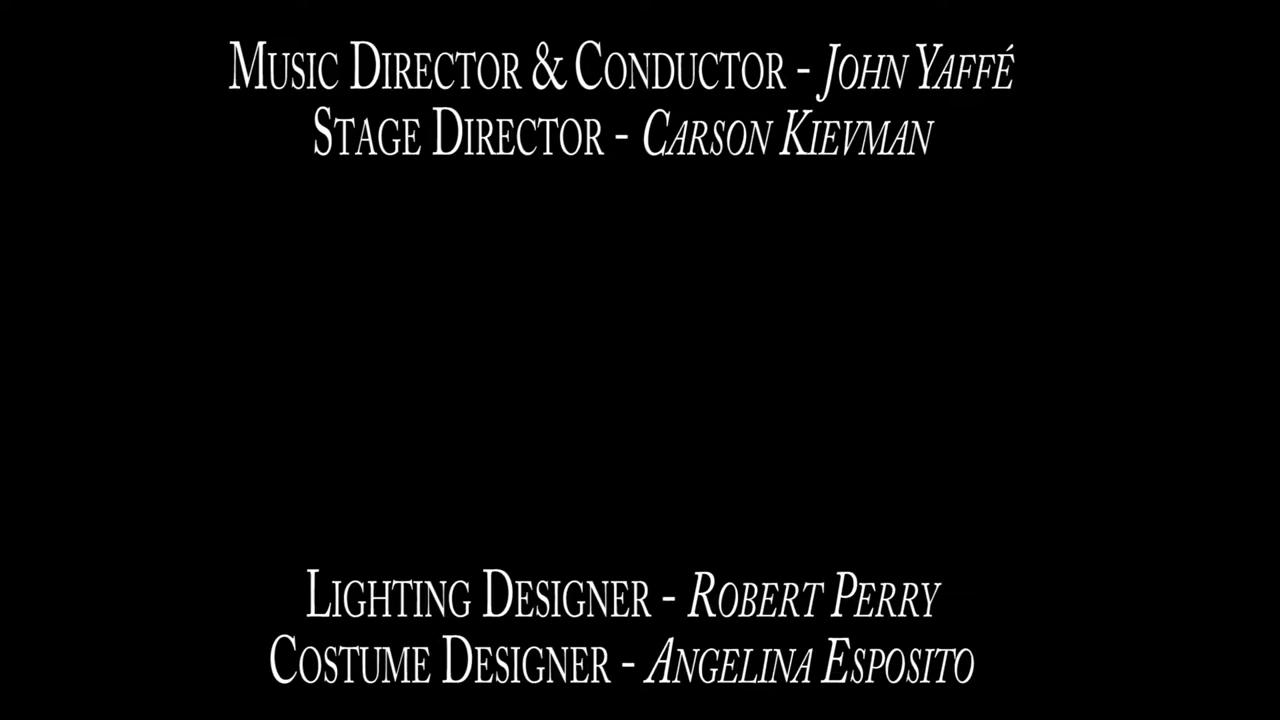 Music Director & Conductor - John Yaffé
Stage Director - Carson Kievman
Lighting Designer - Robert Perry
Costume Designer - Angelina Esposito